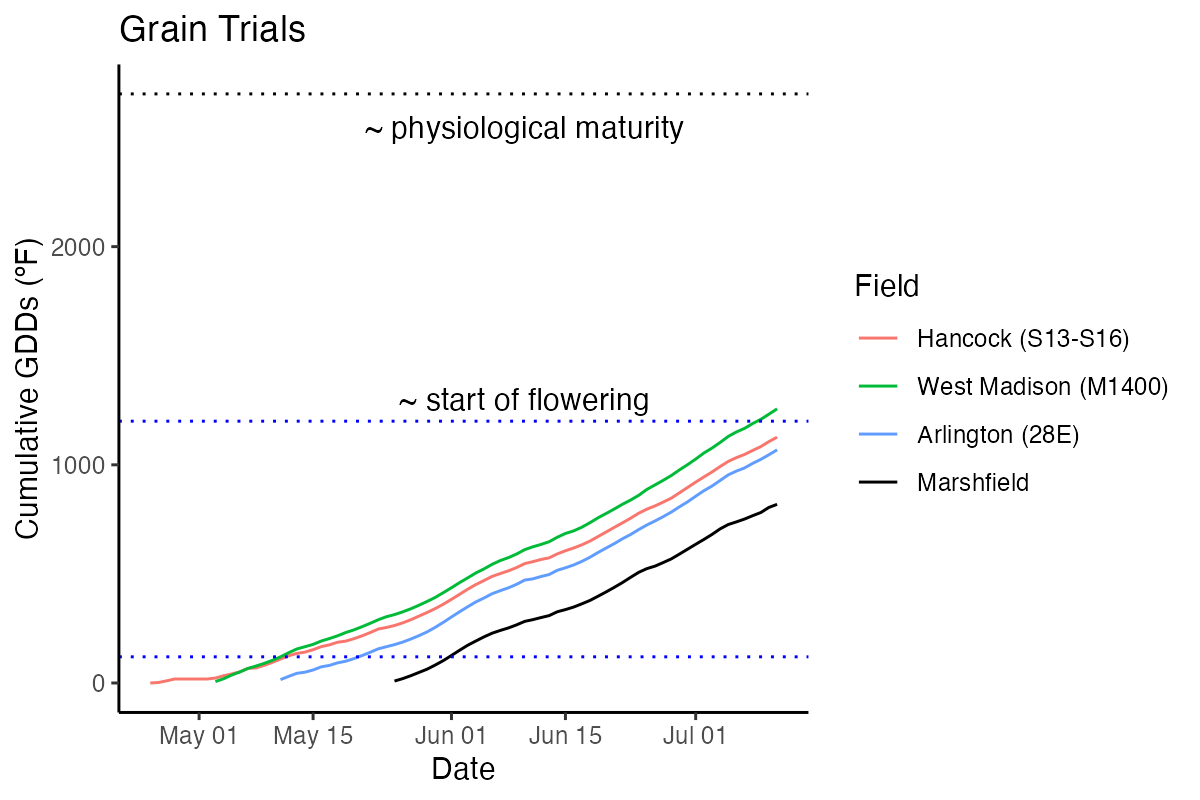 Grain Trials
~ physiological maturity
2000
~ start of flowering
1000
0
Cumulative GDDs (°F)
May 01
May 15
Jun 01
Jun 15
Jul 01
Date
Field
Hancock (S13-S16)
West Madison (M1400)
Arlington (28E)
Marshfield